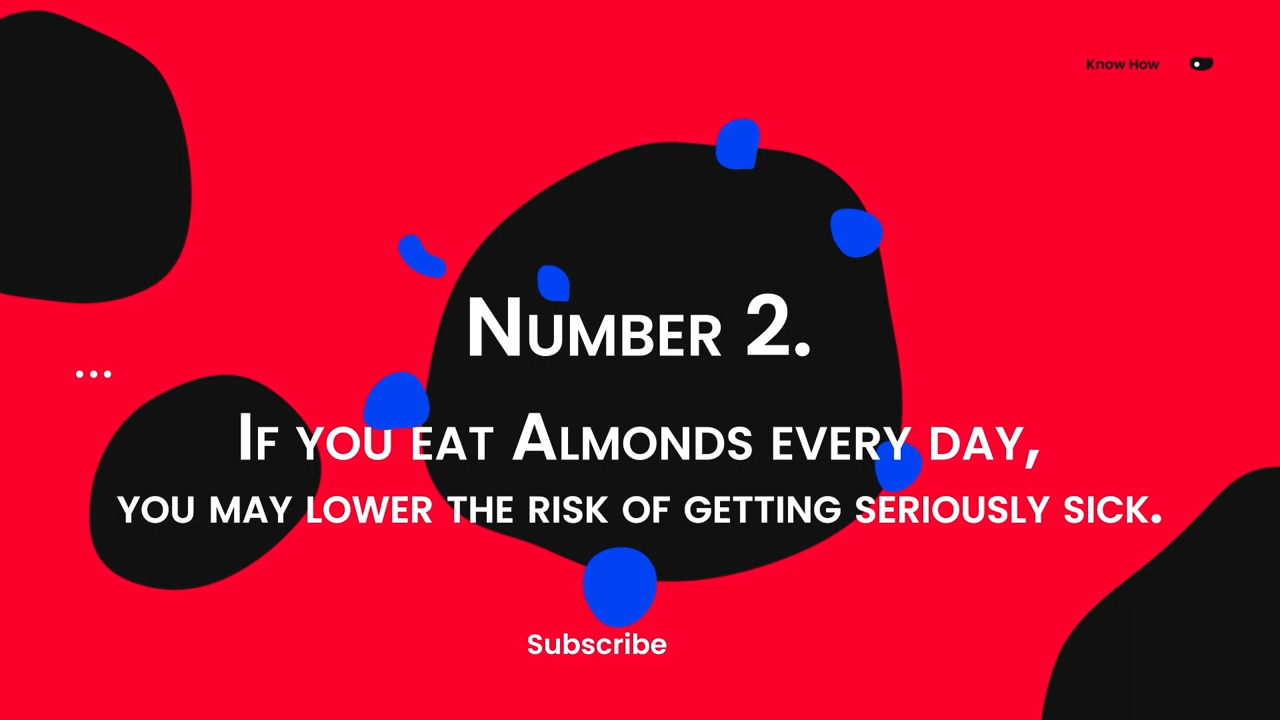 Know How
Number 2.
...
If you eat Almonds every day,
you may lower the risk of getting seriously sick.
Subscribe